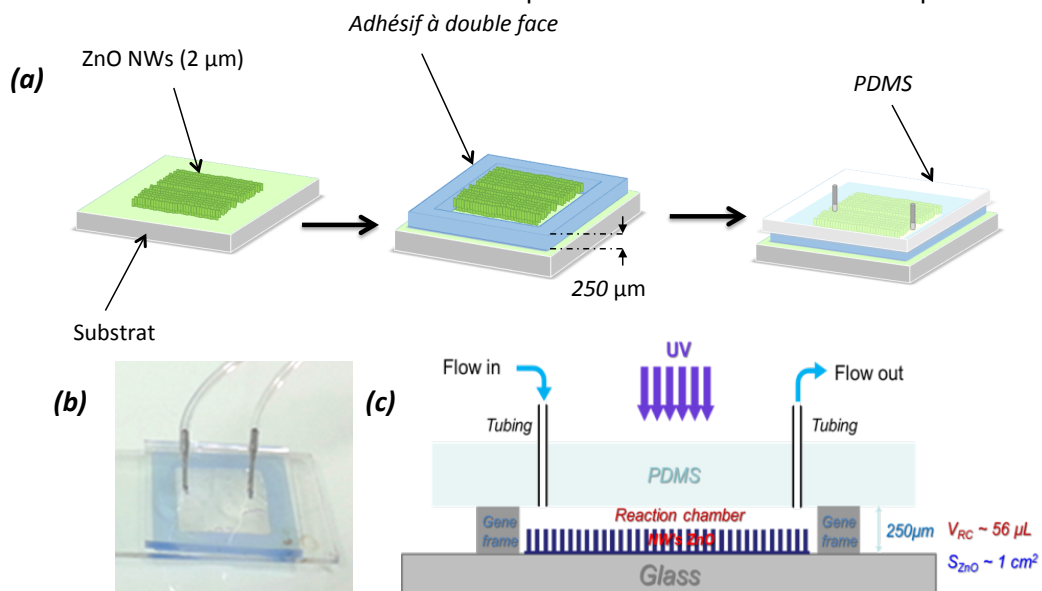 Adhésif à double face
ZnO NWs (2 µm)
(a)
PDMS
250 µm
Substrat
(b)
(c)
UV
Flow in
Flow out
Tubing
Tubing
PDMS
Reaction chamber
Gene
frame
NW's ZnO
Gene
frame
250µm
V_RC ~ 56 µL
S_ZnO ~ 1 cm²
Glass